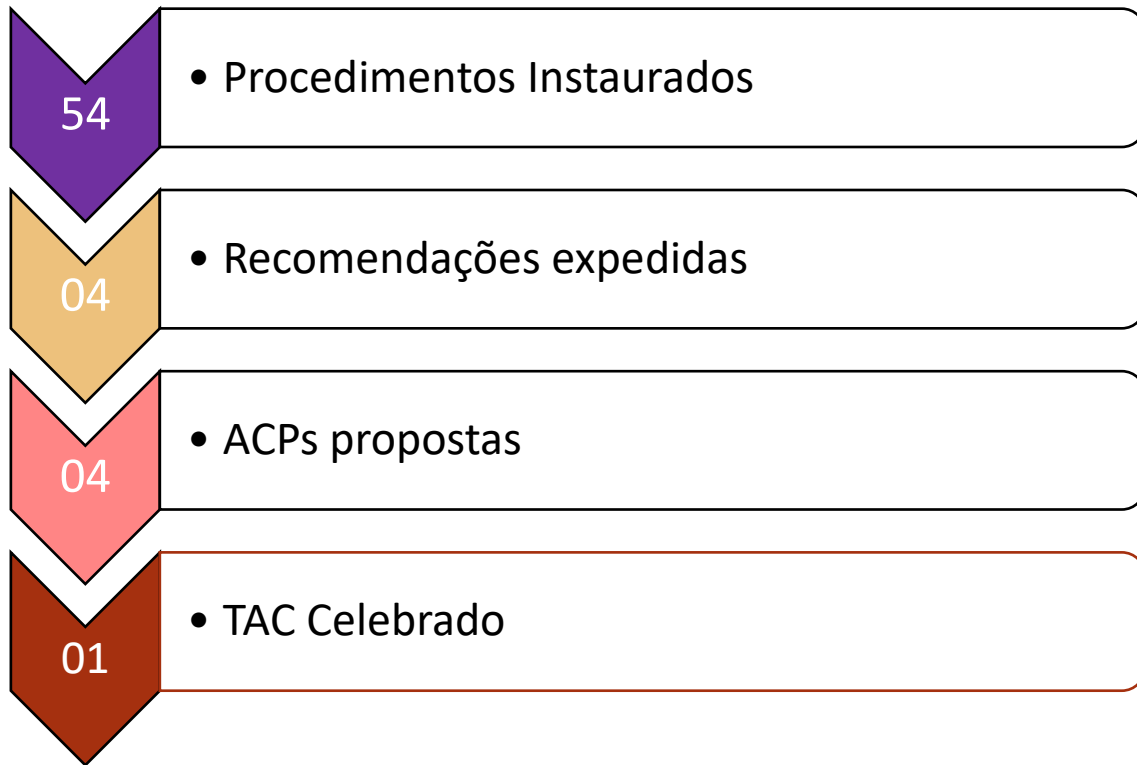 54
• Procedimentos Instaurados
04
• Recomendações expedidas
04
• ACPs propostas
01
• TAC Celebrado